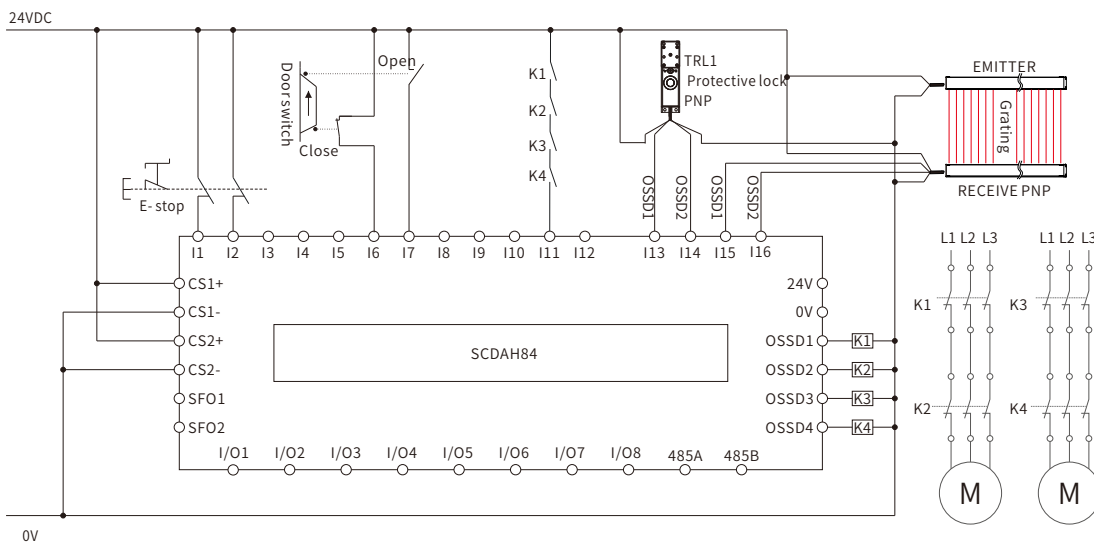 24VDC
Door switch
Open
Close
E-stop
K1
K2
K3
K4
TRL1
Protective lock
PNP
EMITTER
Grating
RECEIVE PNP
OSSD1
OSSD2
OSSD1
OSSD2
I1 I2 I3 I4 I5 I6 I7 I8 I9 I10 I11 I12 I13 I14 I15 I16
CS1+
CS1-
CS2+
CS2-
SFO1
SFO2
SCDAH84
24V
0V
OSSD1 K1
OSSD2 K2
OSSD3 K3
OSSD4 K4
I/O1 I/O2 I/O3 I/O4 I/O5 I/O6 I/O7 I/O8 485A 485B
L1 L2 L3
K1
K2
M
L1 L2 L3
K3
K4
M
0V